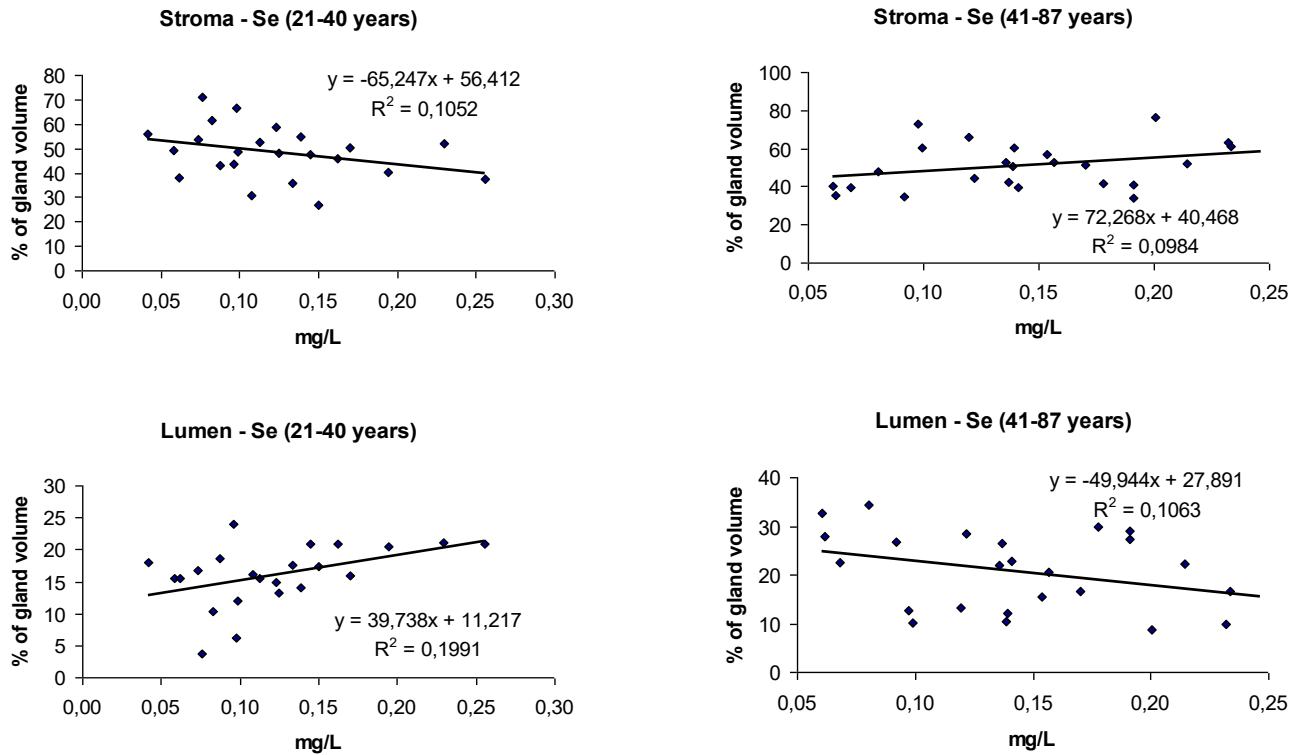 Stroma - Se (21-40 years)
80
70
60
50
40
30
20
10
0
% of gland volume
y = -65,247x + 56,412
R² = 0,1052
0,00 0,05 0,10 0,15 0,20 0,25 0,30
mg/L
Stroma - Se (41-87 years)
100
80
60
40
20
0
% of gland volume
y = 72,268x + 40,468
R² = 0,0984
0,05 0,10 0,15 0,20 0,25
mg/L
Lumen - Se (21-40 years)
30
25
20
15
10
5
0
% of gland volume
y = 39,738x + 11,217
R² = 0,1991
0,00 0,05 0,10 0,15 0,20 0,25 0,30
mg/L
Lumen - Se (41-87 years)
40
30
20
10
0
% of gland volume
y = -49,944x + 27,891
R² = 0,1063
0,05 0,10 0,15 0,20 0,25
mg/L